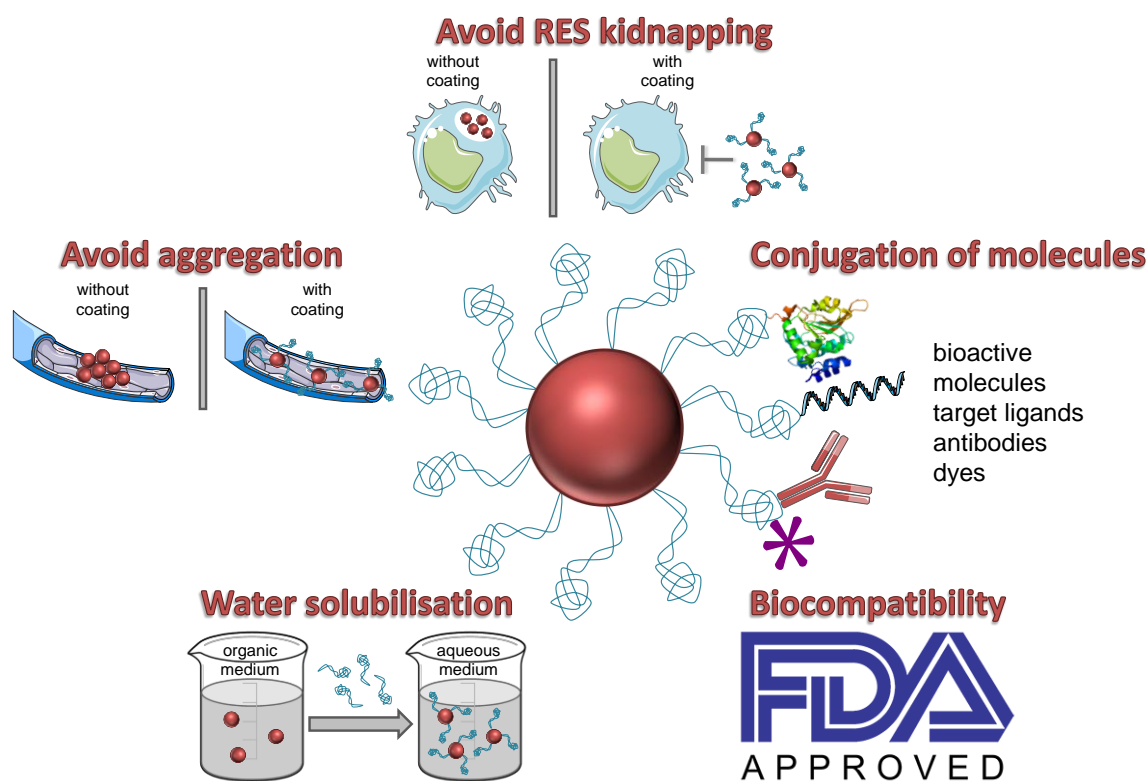 Avoid RES kidnapping
without
coating
with
coating
Avoid aggregation
without
coating
with
coating
Conjugation of molecules
bioactive
molecules
target ligands
antibodies
dyes
Water solubilisation
organic
medium
aqueous
medium
Biocompatibility
FDA
APPROVED